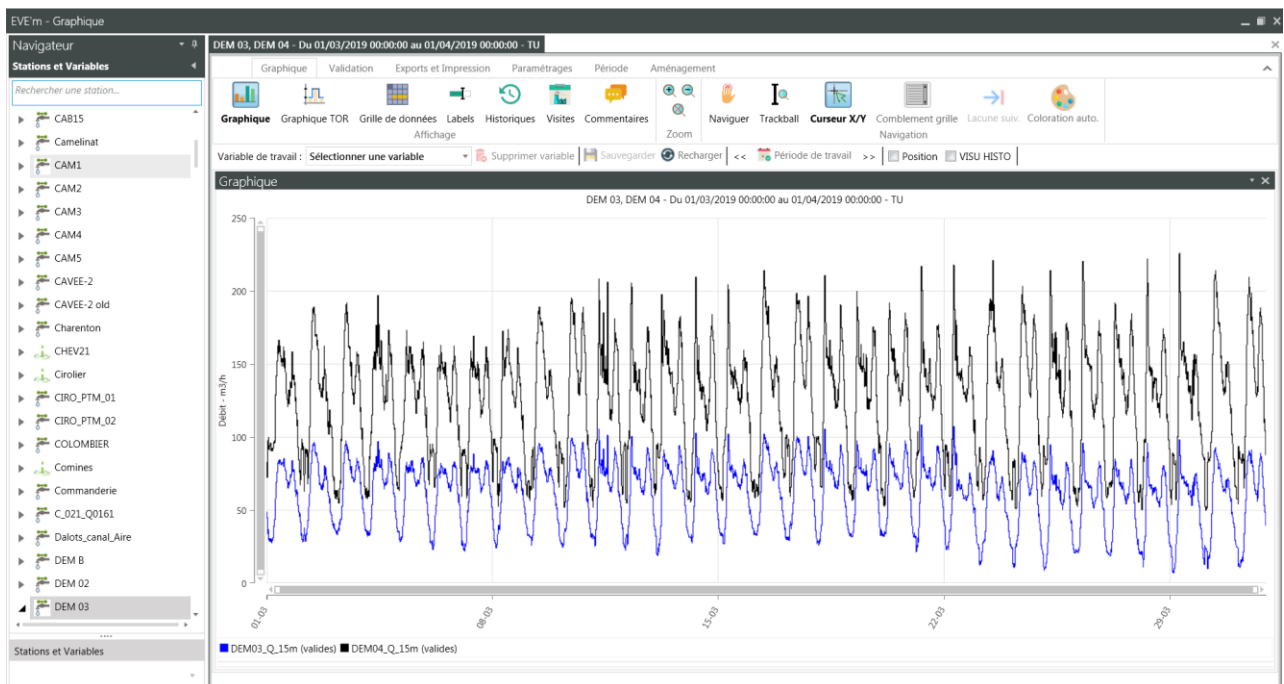 EVE'm - Graphique
Navigateur
Stations et Variables
Rechercher une station...
CAB15
Camelinat
CAM1
CAM2
CAM3
CAM4
CAM5
CAVEE-2
CAVEE-2 old
Charenton
CHEV21
Cirolier
CIRO_PTM_01
CIRO_PTM_02
COLOMBIER
Comines
Commanderie
C_021_Q0161
Dalots_canal_Aire
DEM B
DEM 02
DEM 03
Stations et Variables
DEM 03, DEM 04 - Du 01/03/2019 00:00:00 au 01/04/2019 00:00:00 - TU
Graphique Validation Exports et Impression Paramétrages Période Aménagement
Graphique Graphique TOR Grille de données Labels Historiques Visites Commentaires Naviguer Trackball Curseur X/Y Comblement grille Lacune suiv. Coloration auto.
Affichage Zoom Navigation
Variable de travail : Sélectionner une variable Supprimer variable Sauvegarder Recharger << Période de travail >> Position VISU HISTO
Graphique
DEM 03, DEM 04 - Du 01/03/2019 00:00:00 au 01/04/2019 00:00:00 - TU
Débit - m3/h
250
200
150
100
50
0
01-03 08-03 15-03 22-03 29-03
DEM03_Q_15m (valides) DEM04_Q_15m (valides)